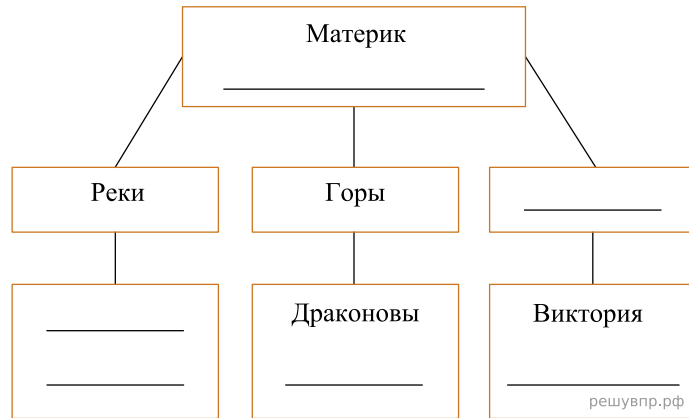 Материк
Реки
Горы
Драконовы
Виктория
решувпр.рф